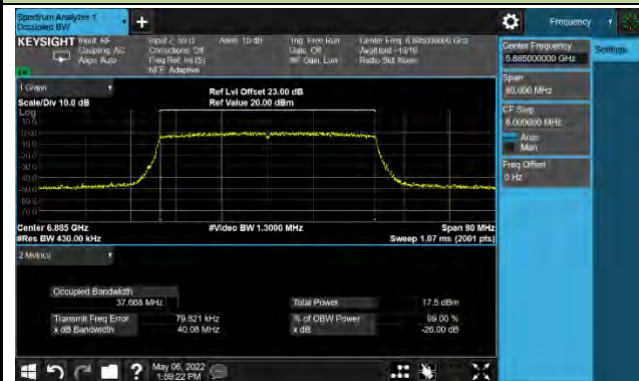 Spectrum Analyzer 1
Occupied BW
Frequency
KEYSIGHT
Input: RF
Coupling: AC
Align: Auto
Input Z: 50 Ω
Corrections: Off
Freq Ref: Int (S)
NFE: Adaptive
Atten: 10 dB
Trig: Free Run
Gate: Off
#IF Gain: Low
Center Freq: 6.885000000 GHz
Avg|Hold: >10/10
Radio Std: None
Center Frequency
6.885000000 GHz
Settings
Span
80.000 MHz
CF Step
8.000000 MHz
Auto
Man
Freq Offset
0 Hz
1 Graph
Scale/Div 10.0 dB
Ref Lvl Offset 23.00 dB
Ref Value 20.00 dBm
Log
Center 6.885 GHz
#Video BW 1.3000 MHz
Span 80 MHz
#Res BW 430.00 kHz
Sweep 1.07 ms (2001 pts)
2 Metrics
Occupied Bandwidth
37.668 MHz
Total Power
17.5 dBm
Transmit Freq Error
79.821 kHz
% of OBW Power
99.00 %
x dB Bandwidth
40.08 MHz
x dB
-26.00 dB
?
May 06, 2022
1:59:22 PM